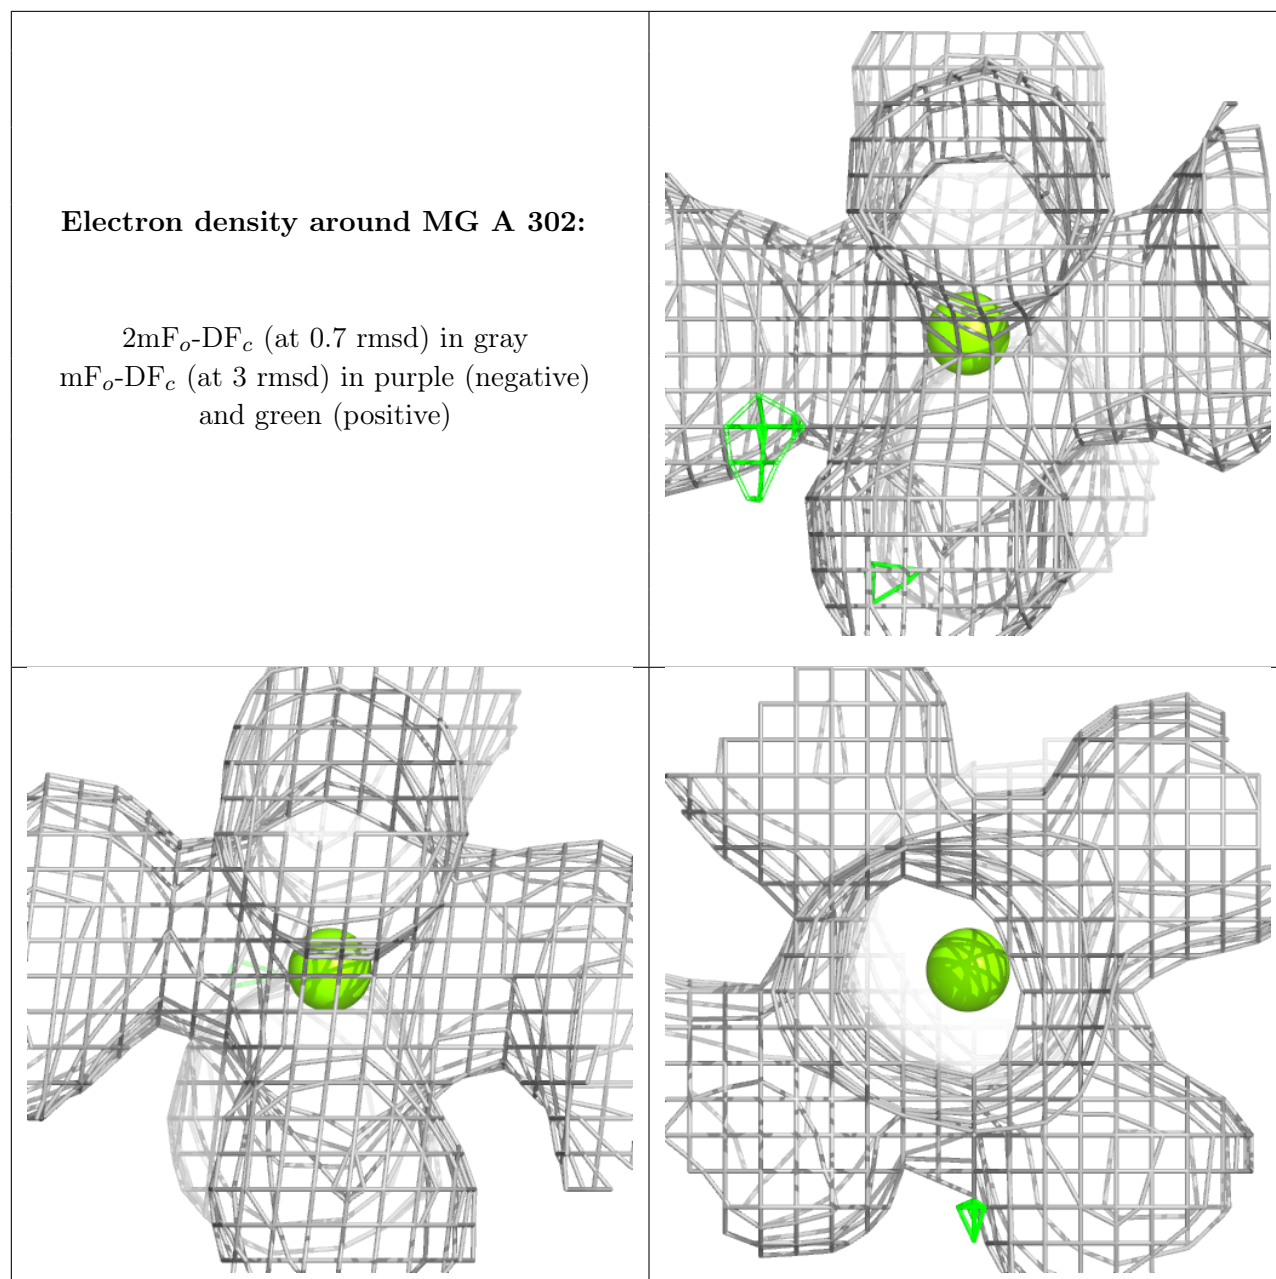 Electron density around MG A 302:
2mFo-DFc (at 0.7 rmsd) in gray
mFo-DFc (at 3 rmsd) in purple (negative)
and green (positive)